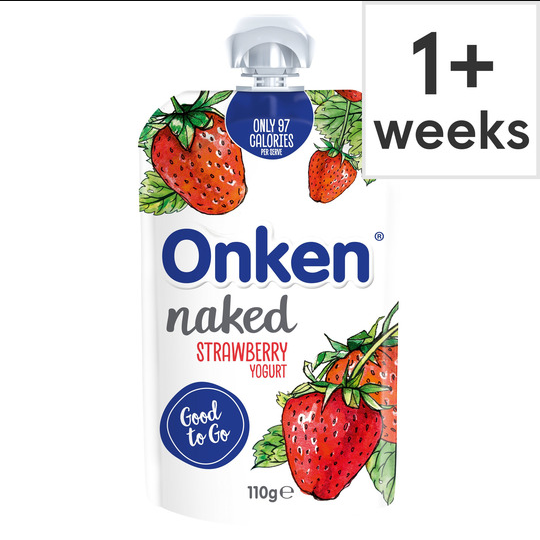 1+
weeks
ONLY 97
CALORIES
PER SERVE
Onken®
naked
STRAWBERRY
YOGURT
Good
to Go
110g℮